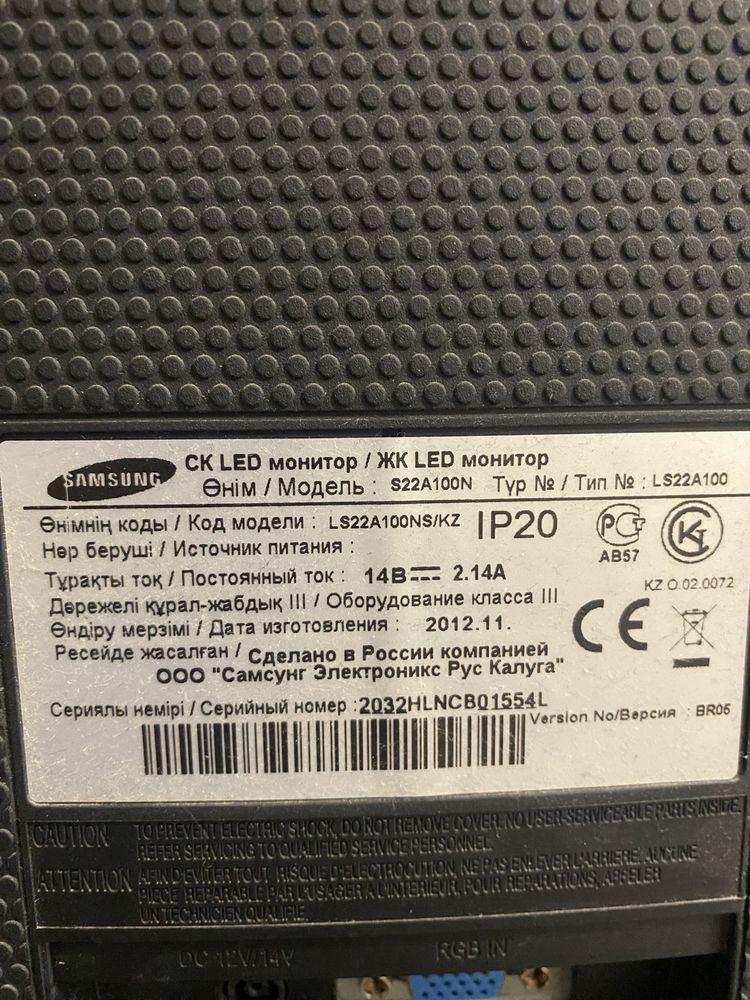 SAMSUNG
СК LED монитор / ЖК LED монитор
Өнім / Модель : S22A100N Түр № / Тип № : LS22A100
Өнімнің коды / Код модели : LS22A100NS/KZ IP20
АВ57
Нәр беруші / Источник питания :
KZ.O.02.0072
Тұрақты тоқ / Постоянный ток : 14В 2.14А
Дәрежелі құрал-жабдық III / Оборудование класса III
CE
Өндіру мерзімі / Дата изготовления : 2012.11.
Ресейде жасалған / Сделано в России компанией
ООО "Самсунг Электроникс Рус Калуга"
Сериялы немірі / Серийный номер :2032HLNCB01554L
Version No/Версия : BR05
CAUTION TO PREVENT ELECTRIC SHOCK, DO NOT REMOVE COVER. NO USER-SERVICEABLE PARTS INSIDE.
REFER SERVICING TO QUALIFIED SERVICE PERSONNEL.
ATTENTION AFIN D'EVITER TOUT RISQUE D'ELECTROCUTION, NE PAS ENLEVER L'ARRIERE, AUCUNE
PIECE REPARABLE PAR L'USAGER A L'INTERIEUR, POUR REPARATIONS, APPELER
UN TECHNICIEN QUALIFIE.
DC 12V/14V RGB IN